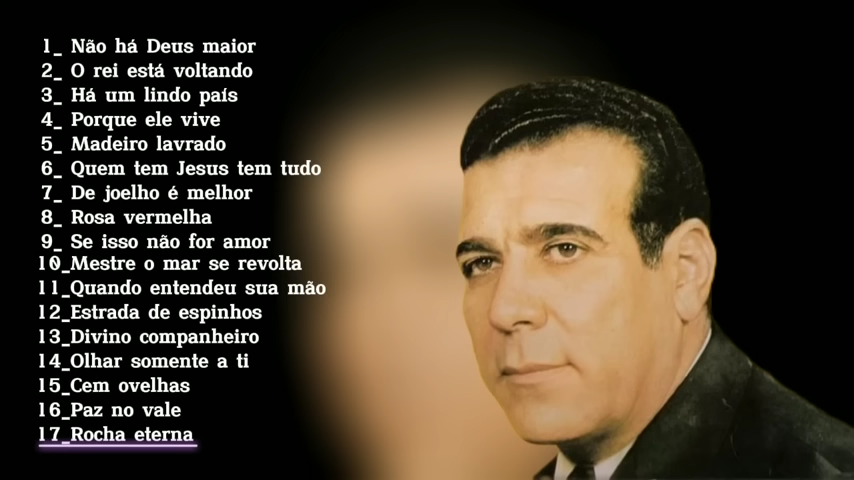 1_ Não há Deus maior
2_ O rei está voltando
3_ Há um lindo país
4_ Porque ele vive
5_ Madeiro lavrado
6_ Quem tem Jesus tem tudo
7_ De joelho é melhor
8_ Rosa vermelha
9_ Se isso não for amor
10_Mestre o mar se revolta
11_Quando entendeu sua mão
12_Estrada de espinhos
13_Divino companheiro
14_Olhar somente a ti
15_Cem ovelhas
16_Paz no vale
17_Rocha eterna